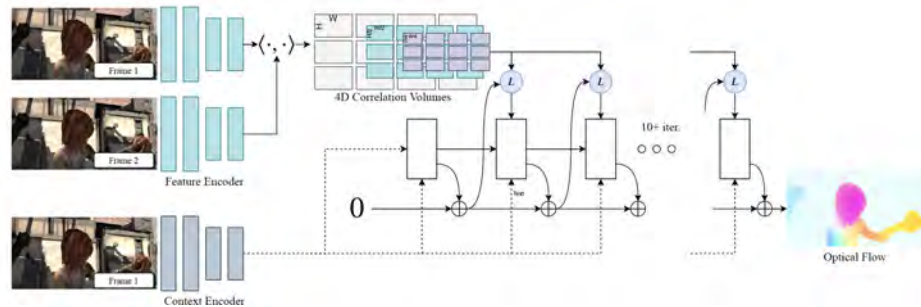 Frame 1
Frame 2
Feature Encoder
⟨·, ·⟩
H
W
4D Correlation Volumes
L
L
L
10+ iter.
0
Frame 1
Context Encoder
Optical Flow